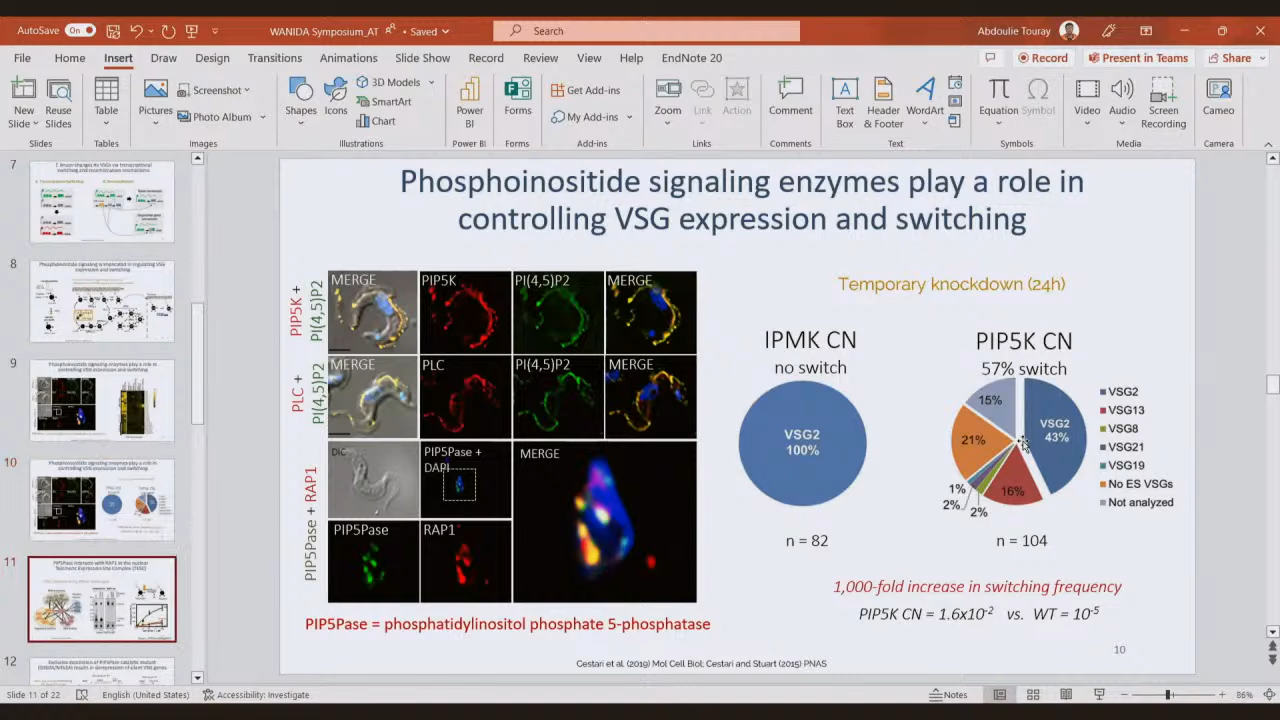 AutoSave On
WANIDA Symposium_AT
• Saved
Search
Abdoulie Touray
File Home Insert Draw Design Transitions Animations Slide Show Record Review View Help EndNote 20
Record
Present in Teams
Share
New Slide
Reuse Slides
Table
Pictures
Screenshot
Photo Album
Shapes
Icons
3D Models
SmartArt
Chart
Power BI
Forms
Get Add-ins
My Add-ins
Zoom
Link
Action
Comment
Text Box
Header & Footer
WordArt
Equation
Symbol
Video
Audio
Screen Recording
Cameo
Slides Tables Images Illustrations Power BI Forms Add-ins Links Comments Text Symbols Media Camera
7
8
9
10
11
12
Phosphoinositide signaling enzymes play a role in
controlling VSG expression and switching
PIP5K +
PI(4,5)P2
MERGE
PIP5K
PI(4,5)P2
MERGE
PLC +
PI(4,5)P2
MERGE
PLC
PI(4,5)P2
MERGE
PIP5Pase + RAP1
DIC
PIP5Pase +
DAPI
MERGE
PIP5Pase
RAP1
PIP5Pase = phosphatidylinositol phosphate 5-phosphatase
Temporary knockdown (24h)
IPMK CN
no switch
VSG2
100%
n = 82
PIP5K CN
57% switch
VSG2
43%
15%
21%
1%
2%
2%
16%
n = 104
VSG2
VSG13
VSG8
VSG21
VSG19
No ES VSGs
Not analyzed
1,000-fold increase in switching frequency
PIP5K CN = 1.6x10-2 vs. WT = 10-5
Cestari et al. (2019) Mol Cell Biol; Cestari and Stuart (2015) PNAS
10
Slide 11 of 22
English (United States)
Accessibility: Investigate
Notes
86%